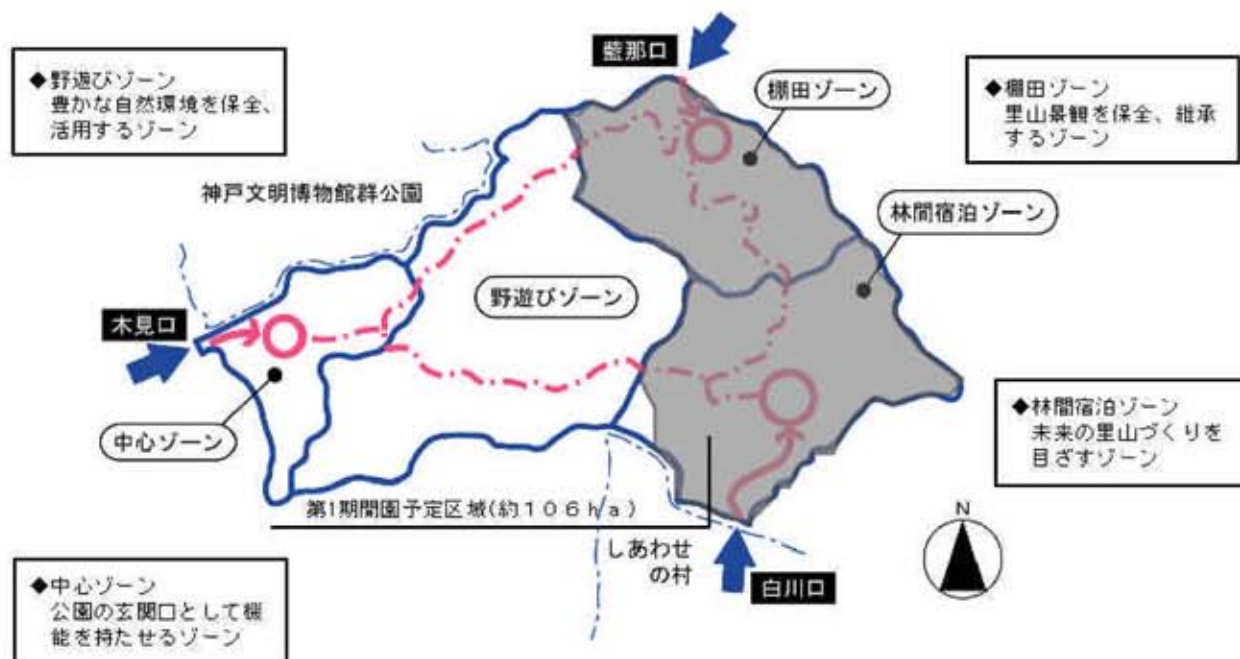 藍那口
◆野遊びゾーン
豊かな自然環境を保全、
活用するゾーン
棚田ゾーン
◆棚田ゾーン
里山景観を保全、継承
するゾーン
神戸文明博物館群公園
林間宿泊ゾーン
野遊びゾーン
木見口
中心ゾーン
◆林間宿泊ゾーン
未来の里山づくりを
目ざすゾーン
第1期開園予定区域(約106ha)
N
しあわせ
の村
白川口
◆中心ゾーン
公園の玄関口として機
能を持たせるゾーン